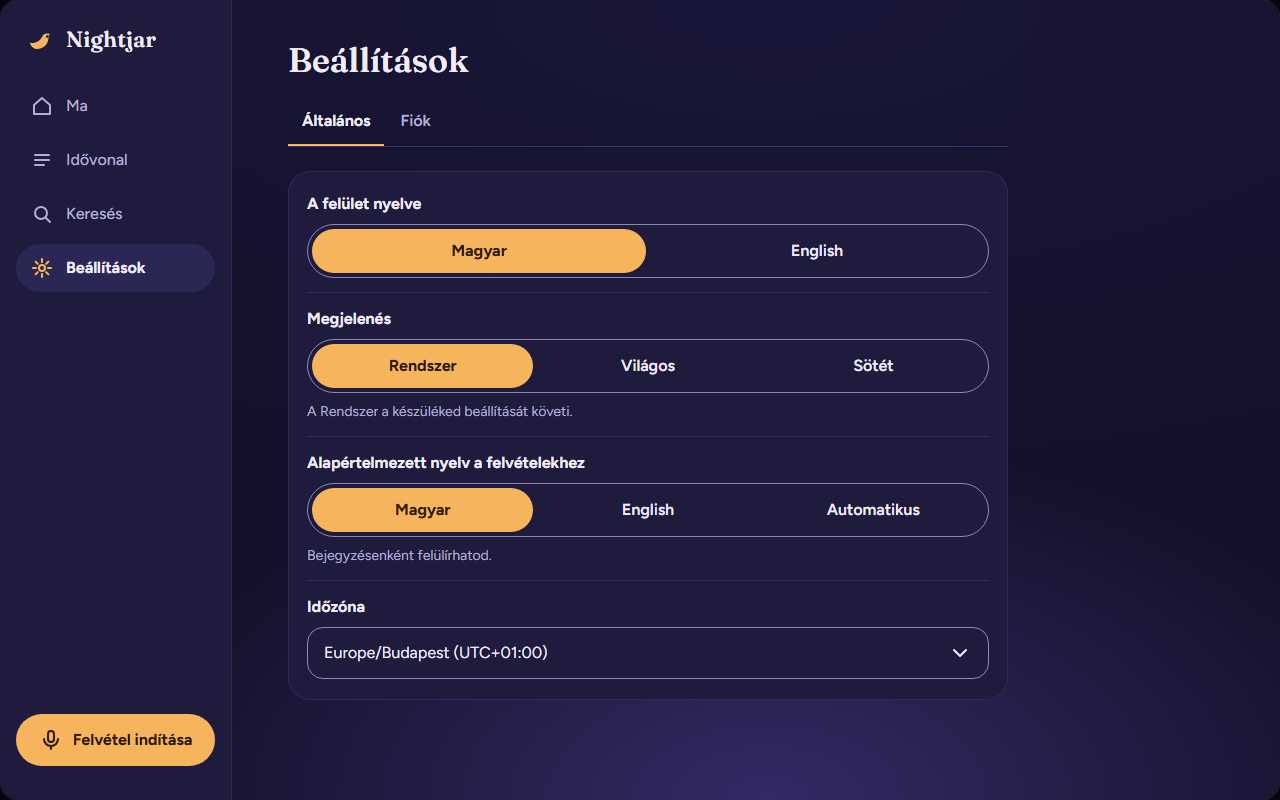 Nightjar
Ma
Idővonal
Keresés
Beállítások
Felvétel indítása
Beállítások
Általános
Fiók
A felület nyelve
Magyar
English
Megjelenés
Rendszer
Világos
Sötét
A Rendszer a készüléked beállítását követi.
Alapértelmezett nyelv a felvételekhez
Magyar
English
Automatikus
Bejegyzésenként felülírhatod.
Időzóna
Europe/Budapest (UTC+01:00)